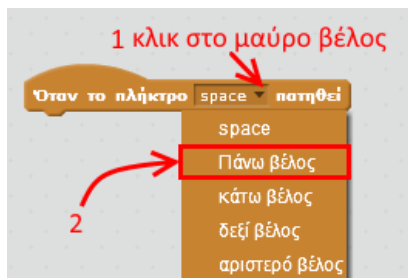 1 κλικ στο μαύρο βέλος
Όταν το πλήκτρο space πατηθεί
space
Πάνω βέλος
κάτω βέλος
2
δεξί βέλος
αριστερό βέλος